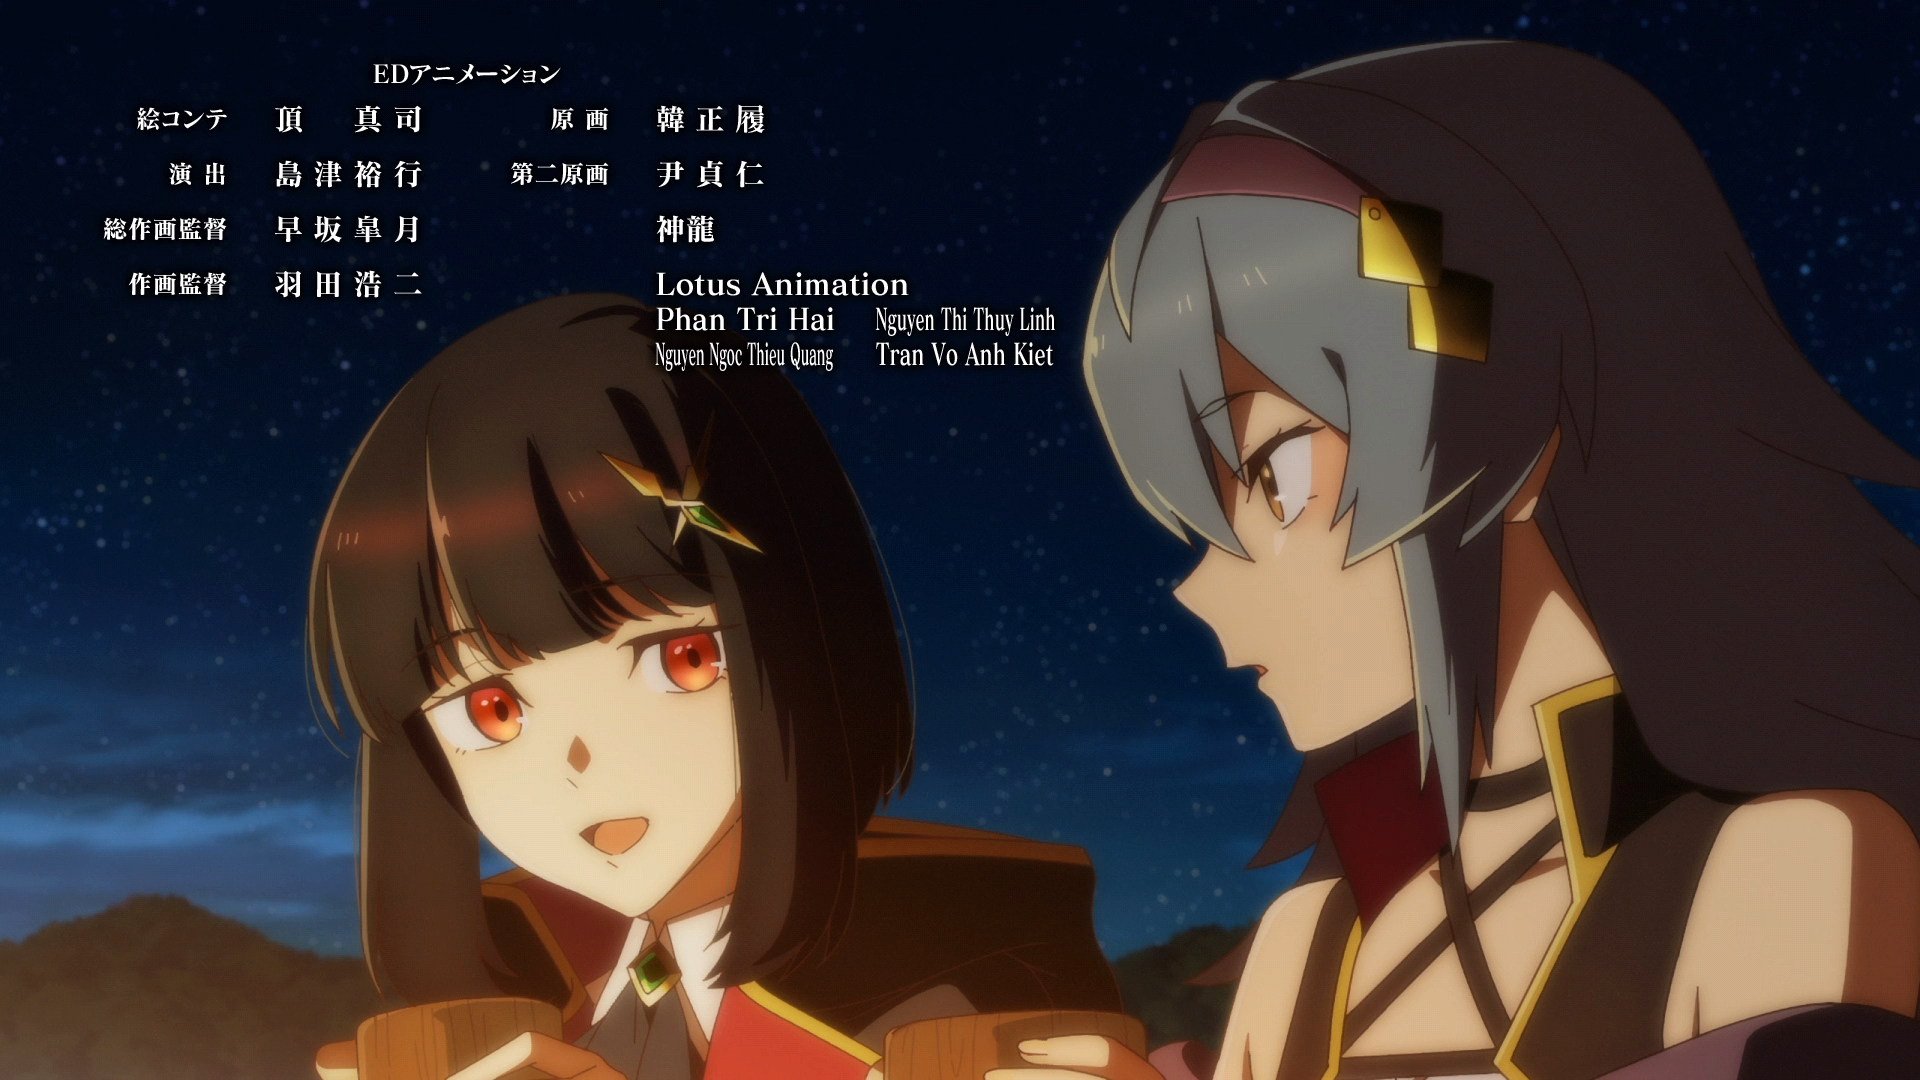 EDアニメーション
絵コンテ 頂 真司
演出 島津裕行
総作画監督 早坂皐月
作画監督 羽田浩二
原画 韓正履
第二原画 尹貞仁
神龍
Lotus Animation
Phan Tri Hai Nguyen Thi Thuy Linh
Nguyen Ngoc Thieu Quang Tran Vo Anh Kiet